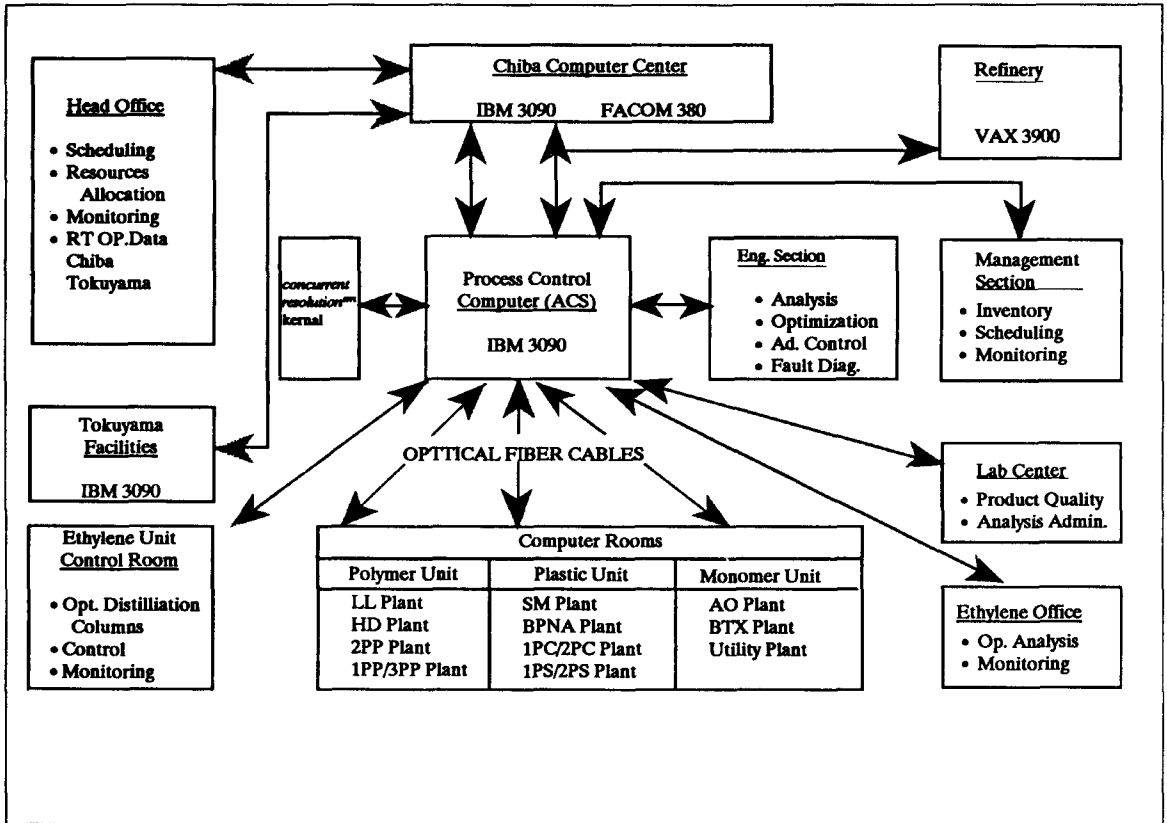 Chiba Computer Center
IBM 3090 FACOM 380
Refinery
VAX 3900
Head Office
• Scheduling
• Resources
Allocation
• Monitoring
• RT OP.Data
Chiba
Tokuyama
concurrent
resolution
kernal
Process Control
Computer (ACS)
IBM 3090
Eng. Section
• Analysis
• Optimization
• Ad. Control
• Fault Diag.
Management
Section
• Inventory
• Scheduling
• Monitoring
Tokuyama
Facilities
IBM 3090
OPTTICAL FIBER CABLES
Lab Center
• Product Quality
• Analysis Admin.
Ethylene Unit
Control Room
• Opt. Distilliation
Columns
• Control
• Monitoring
Computer Rooms
Polymer Unit
LL Plant
HD Plant
2PP Plant
1PP/3PP Plant
Plastic Unit
SM Plant
BPNA Plant
1PC/2PC Plant
1PS/2PS Plant
Monomer Unit
AO Plant
BTX Plant
Utility Plant
Ethylene Office
• Op. Analysis
• Monitoring